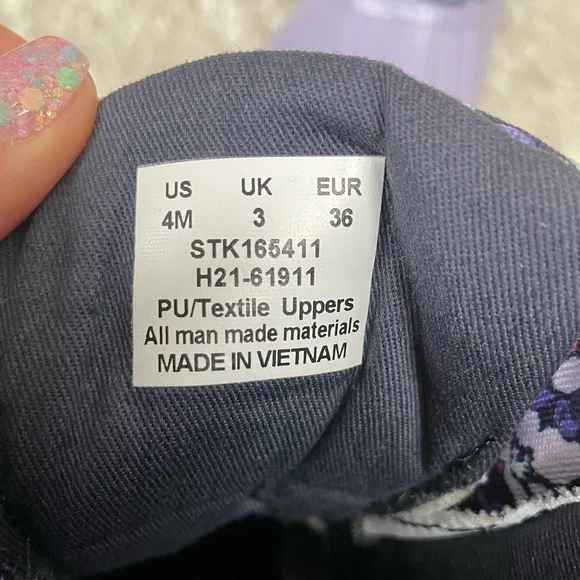 US UK EUR
4M 3 36
STK165411
H21-61911
PU/Textile Uppers
All man made materials
MADE IN VIETNAM